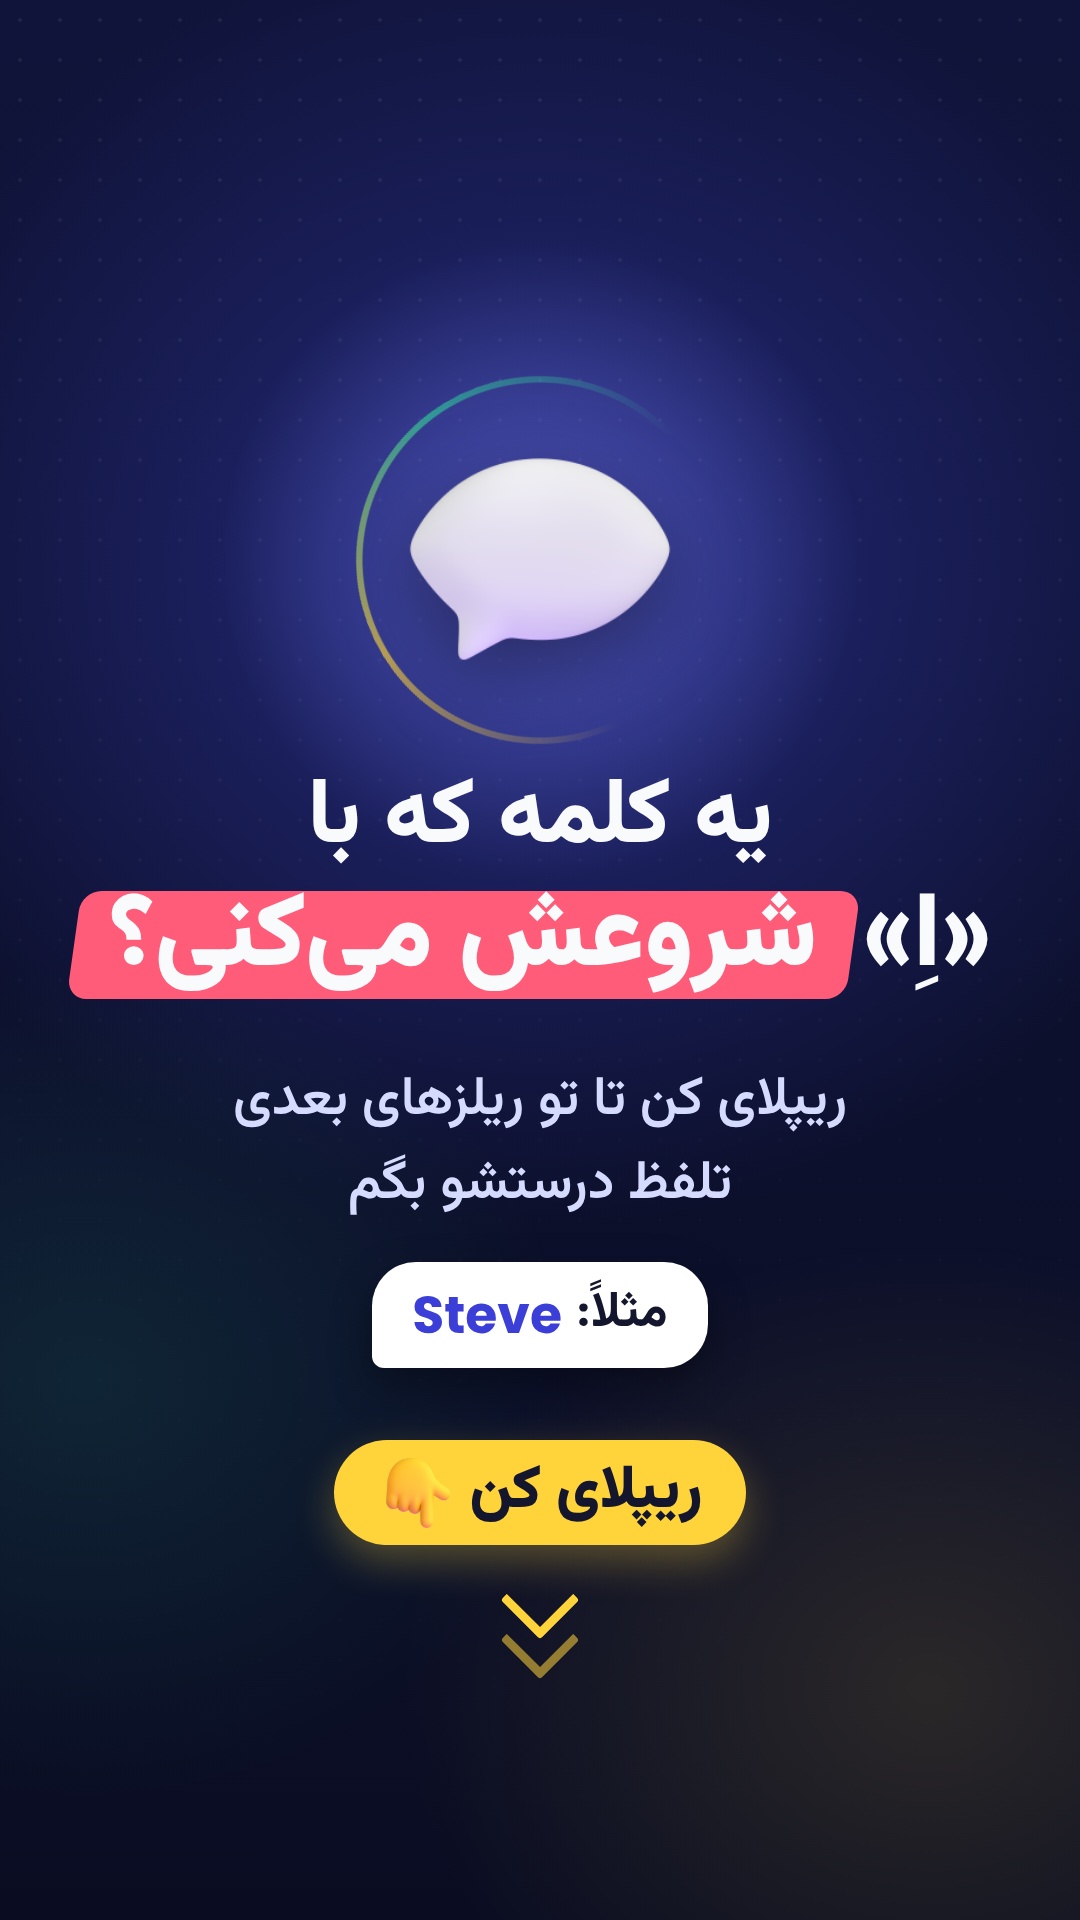 یه کلمه که با
«اِ» شروعش می‌کنی؟
ریپلای کن تا تو ریلزهای بعدی
تلفظ درستشو بگم
مثلاً: Steve
ریپلای کن 👇